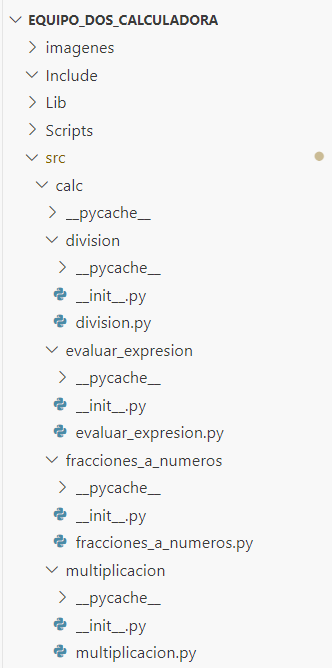 EQUIPO_DOS_CALCULADORA
imagenes
Include
Lib
Scripts
src
calc
__pycache__
division
__pycache__
__init__.py
division.py
evaluar_expresion
__pycache__
__init__.py
evaluar_expresion.py
fracciones_a_numeros
__pycache__
__init__.py
fracciones_a_numeros.py
multiplicacion
__pycache__
__init__.py
multiplicacion.py